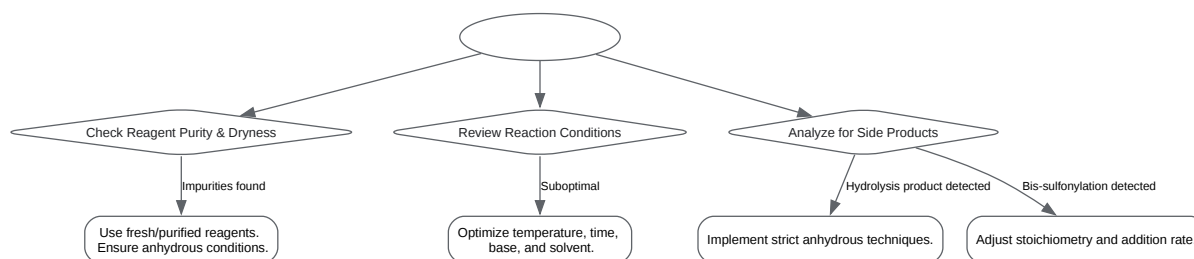 Check Reagent Purity & Dryness
Review Reaction Conditions
Analyze for Side Products
Impurities found
Suboptimal
Hydrolysis product detected
Bis-sulfonylation detected
Use fresh/purified reagents.
Ensure anhydrous conditions.
Optimize temperature, time,
base, and solvent.
Implement strict anhydrous techniques.
Adjust stoichiometry and addition rate.